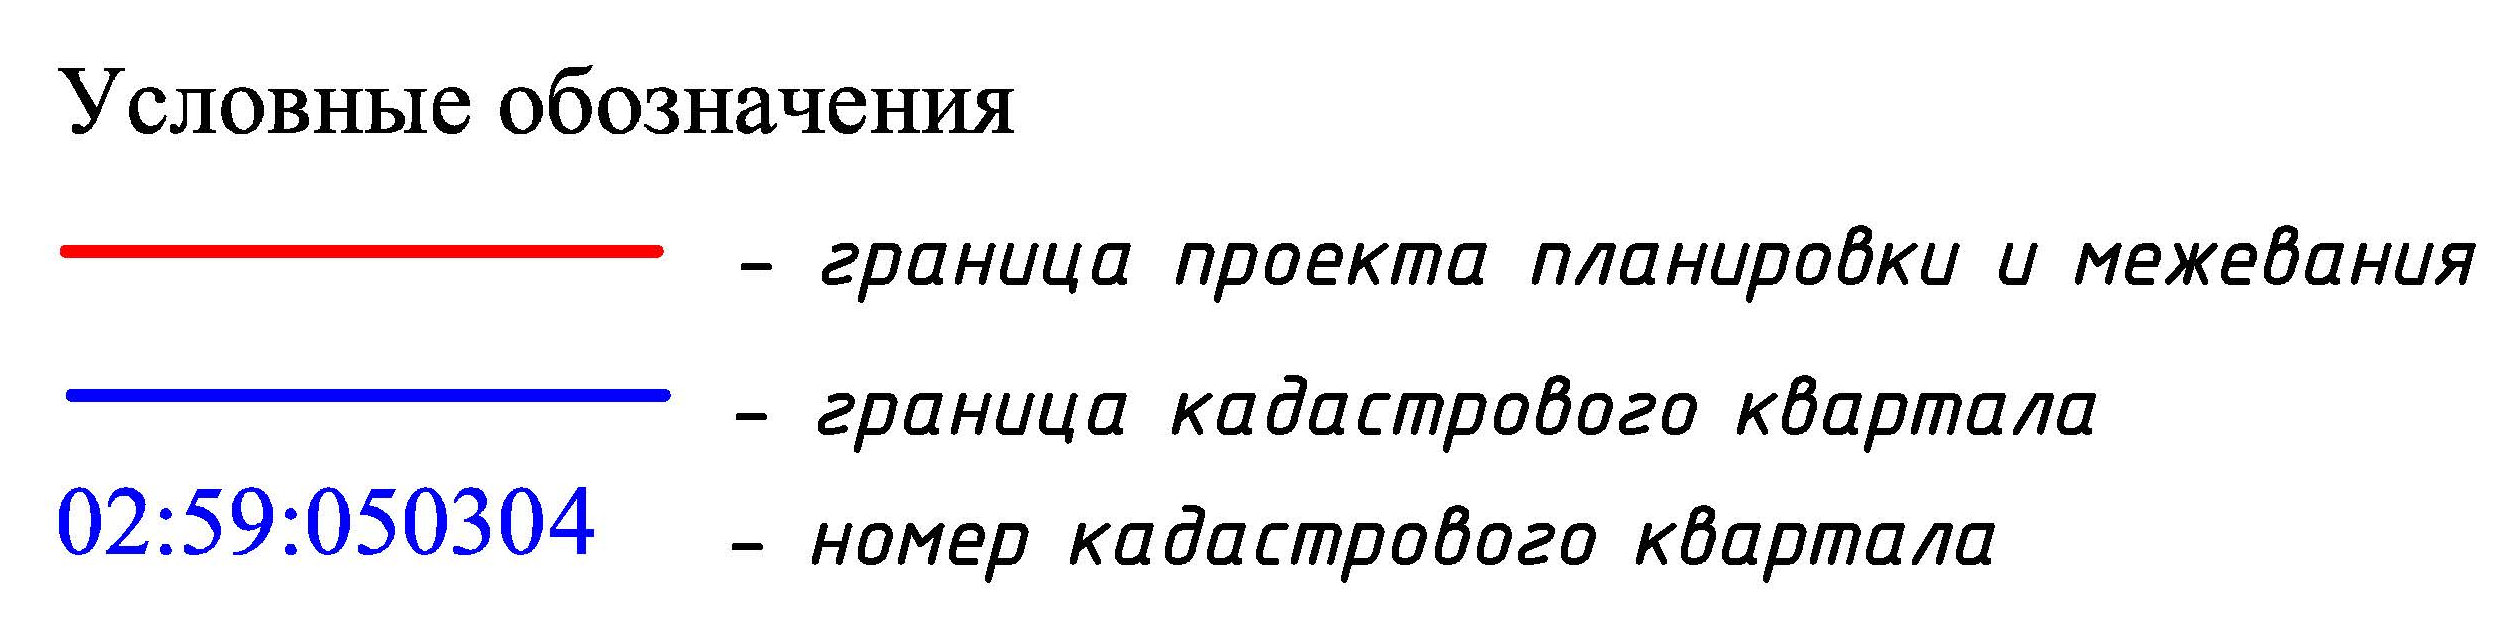 Условные обозначения
- граница проекта планировки и межевания
- граница кадастрового квартала
02:59:050304 - номер кадастрового квартала